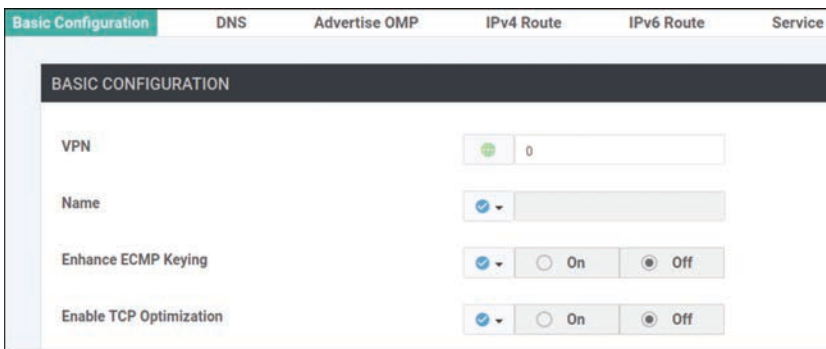 Basic Configuration DNS Advertise OMP IPv4 Route IPv6 Route Service
BASIC CONFIGURATION
VPN 0
Name
Enhance ECMP Keying On Off
Enable TCP Optimization On Off